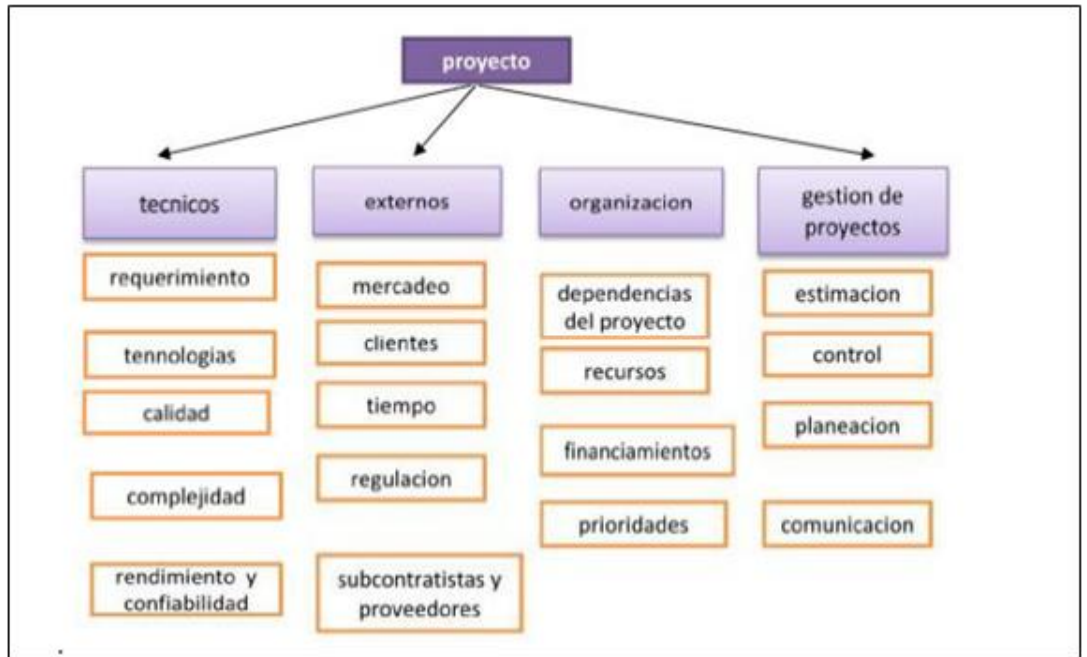 proyecto
tecnicos
requerimiento
tennologias
calidad
complejidad
rendimiento y
confiabilidad
externos
mercadeo
clientes
tiempo
regulacion
subcontratistas y
proveedores
organizacion
dependencias
del proyecto
recursos
financiamientos
prioridades
gestion de
proyectos
estimacion
control
planeacion
comunicacion